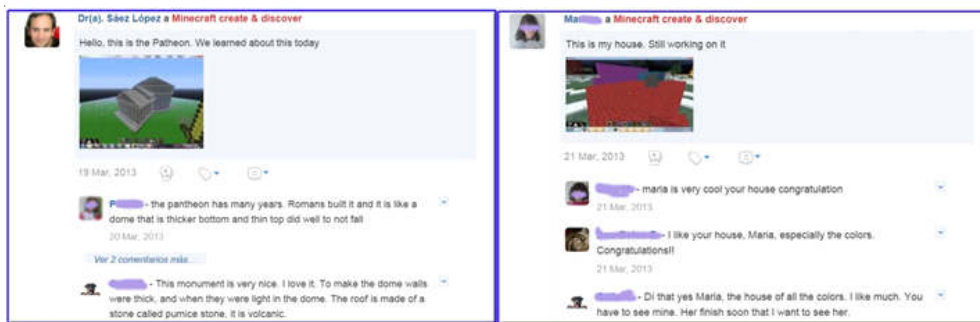 Dr(a). Sáez López a Minecraft create & discover
Hello, this is the Patheon. We learned about this today
19 Mar, 2013
P - the pantheon has many years. Romans built it and it is like a
dome that is thicker bottom and thin top did well to not fall
20 Mar, 2013
Ver 2 comentarios más...
- This monument is very nice. I love it. To make the dome walls
were thick, and when they were light in the dome. The roof is made of a
stone called pumice stone, it is volcanic.
Ma a Minecraft create & discover
This is my house. Still working on it
21 Mar, 2013
- maria is very cool your house congratulation
21 Mar, 2013
- I like your house, Maria, especially the colors.
Congratulations!!
21 Mar, 2013
- Di that yes Maria, the house of all the colors. I like much. You
have to see mine. Her finish soon that I want to see her.